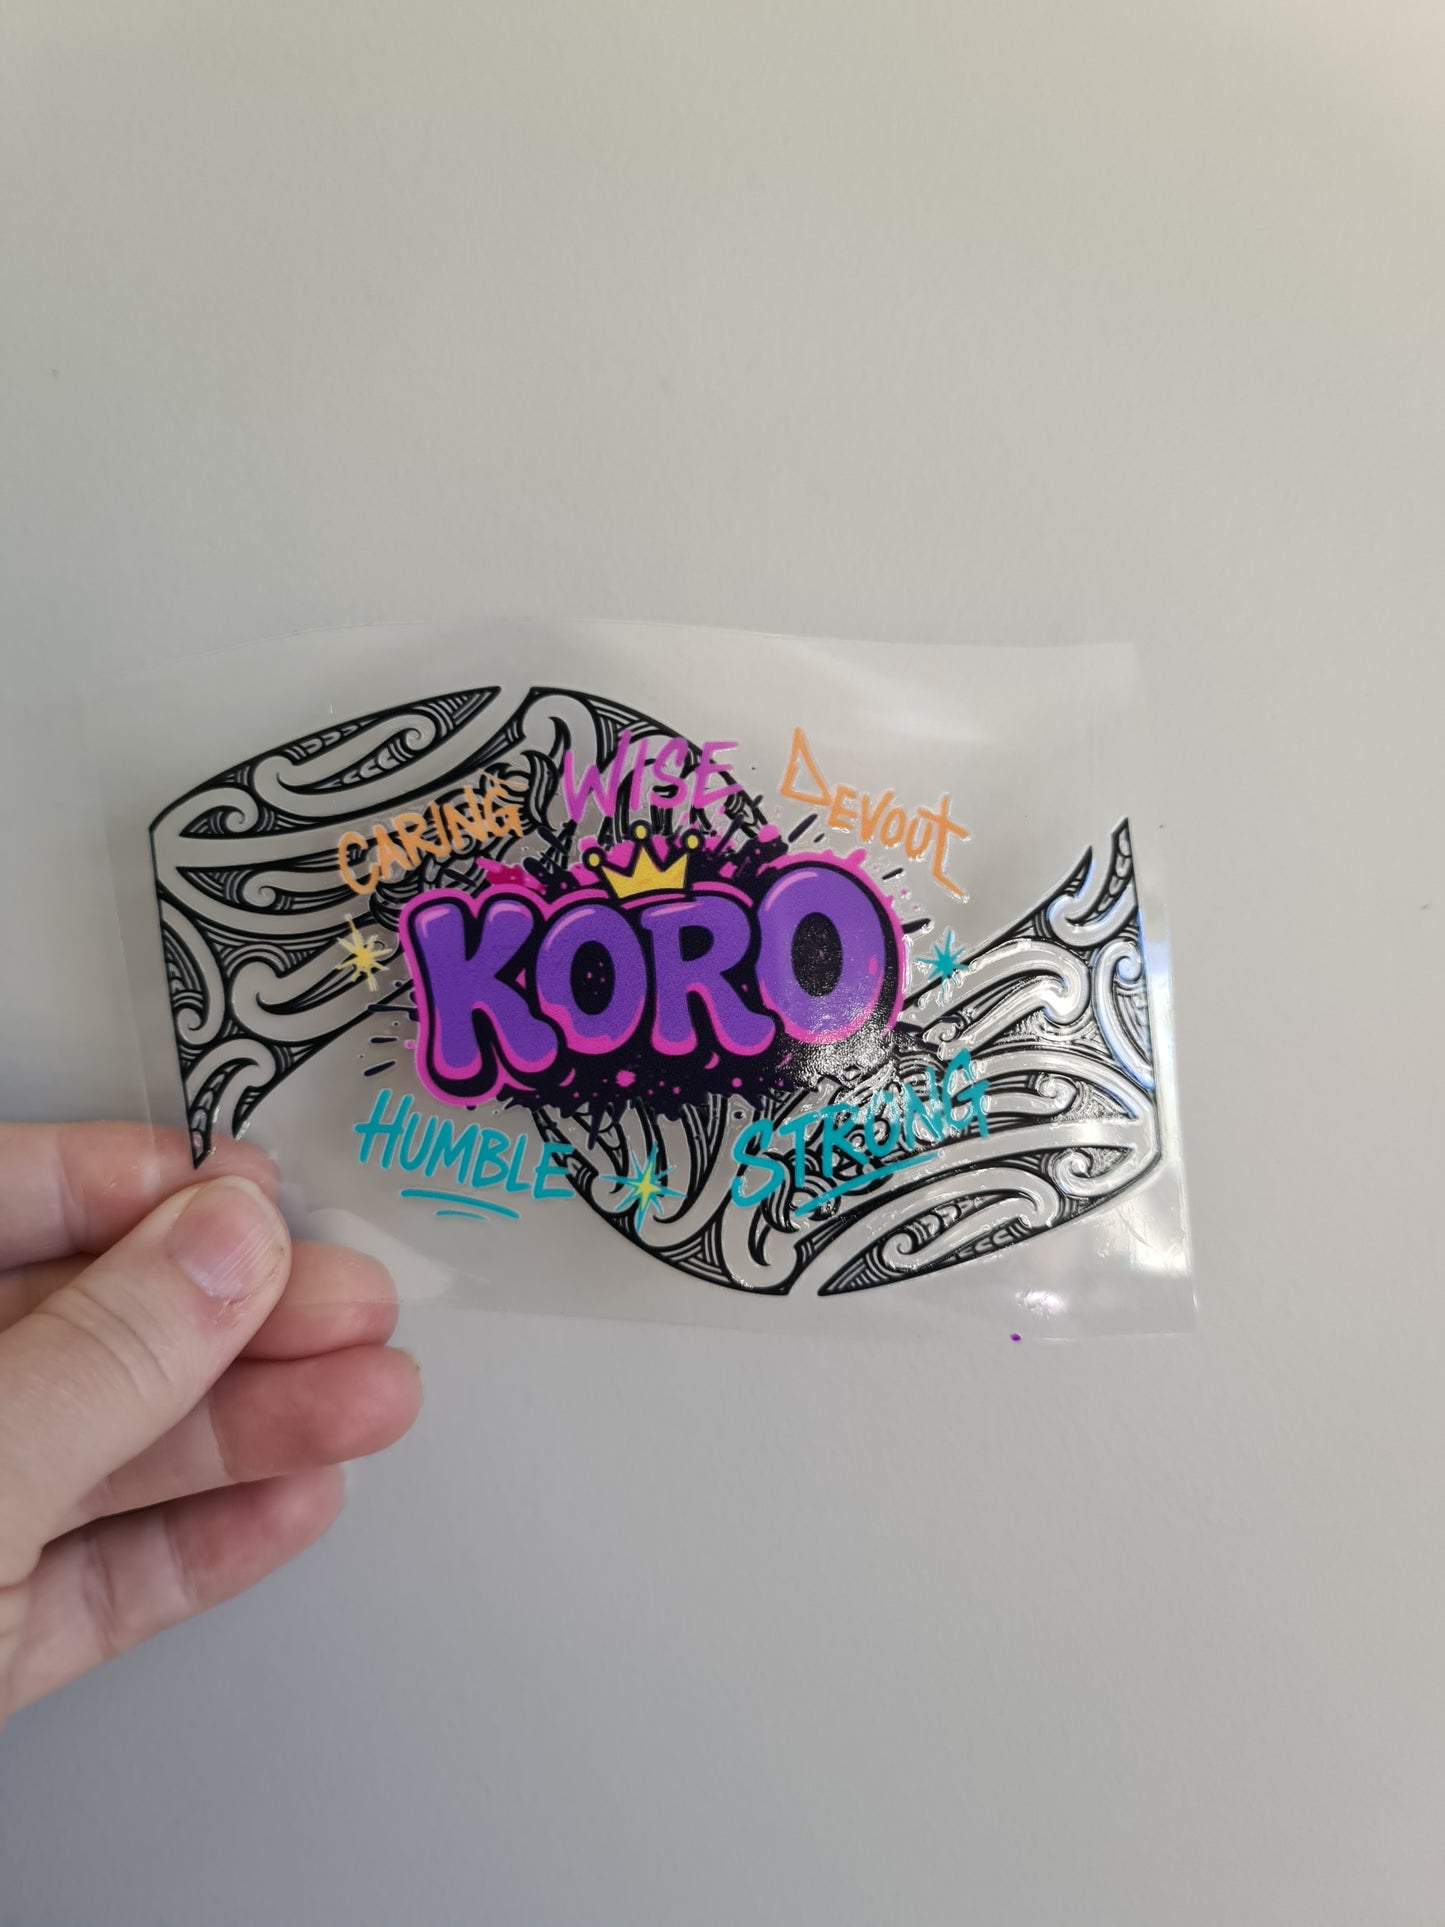 CARING WISE DEVOUT
KORO
HUMBLE STRONG